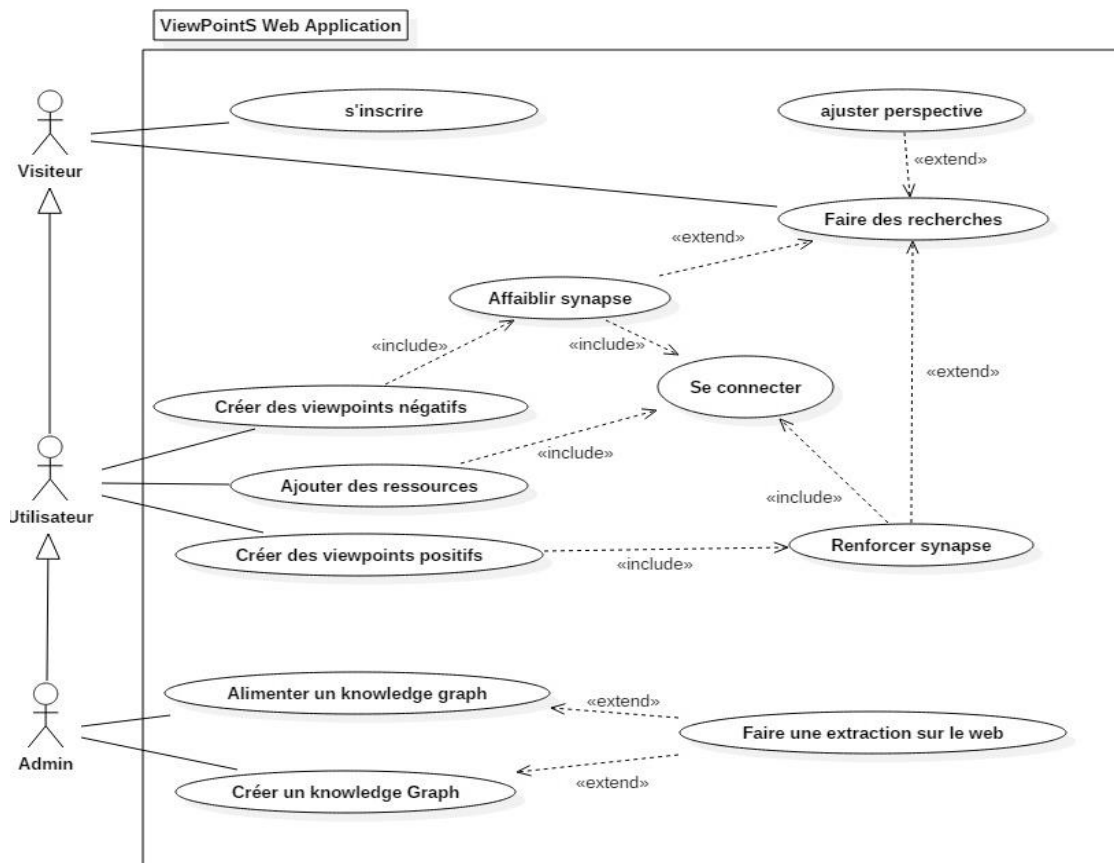 ViewPointS Web Application
s'inscrire
ajuster perspective
«extend»
Visiteur
Faire des recherches
«extend»
Affaiblir synapse
«include»
«include»
«extend»
Se connecter
Créer des viewpoints négatifs
«include»
Ajouter des ressources
«include»
Utilisateur
Créer des viewpoints positifs
«include»
Renforcer synapse
Alimenter un knowledge graph
«extend»
Faire une extraction sur le web
Admin
«extend»
Créer un knowledge Graph